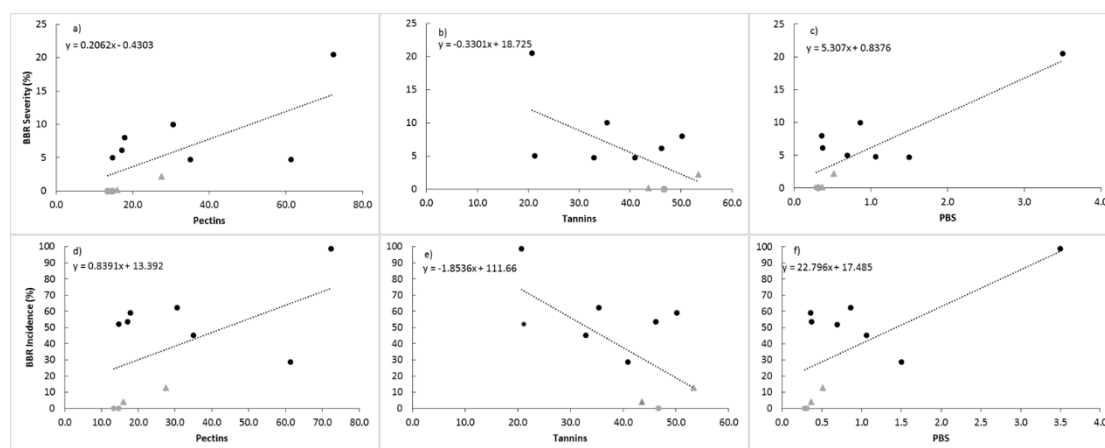 a)
y = 0.2062x - 0.4303
BBR Severity (%)
25
20
15
10
5
0
0.0 20.0 40.0 60.0 80.0
Pectins
b)
y = -0.3301x + 18.725
25
20
15
10
5
0
0.0 10.0 20.0 30.0 40.0 50.0 60.0
Tannins
c)
y = 5.307x + 0.8376
25
20
15
10
5
0
0.0 1.0 2.0 3.0 4.0
PBS
d)
y = 0.8391x + 13.392
BBR Incidence (%)
100
90
80
70
60
50
40
30
20
10
0
0.0 10.0 20.0 30.0 40.0 50.0 60.0 70.0 80.0
Pectins
e)
y = -1.8536x + 111.66
100
90
80
70
60
50
40
30
20
10
0
0.0 10.0 20.0 30.0 40.0 50.0 60.0
Tannins
f)
y = 22.796x + 17.485
100
90
80
70
60
50
40
30
20
10
0
0.0 0.5 1.0 1.5 2.0 2.5 3.0 3.5 4.0
PBS